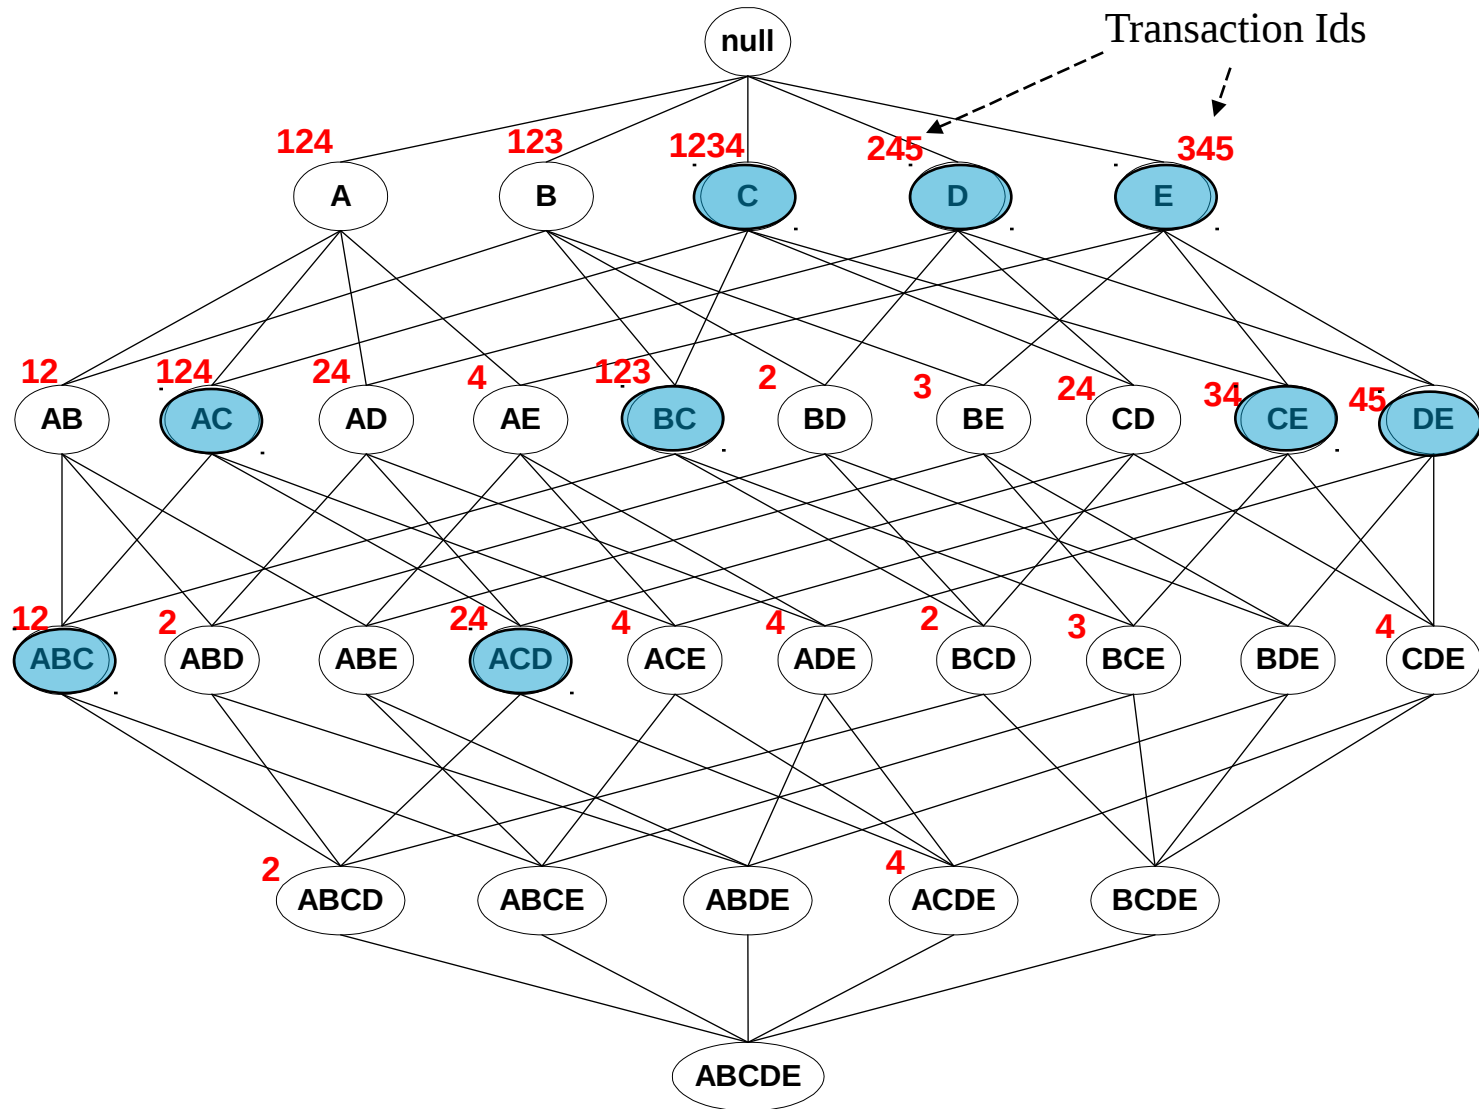 null
Transaction Ids
124 123 1234 245 345
A B C D E
12 124 24 4 123 2 3 24 34 45
AB AC AD AE BC BD BE CD CE DE
12 2 24 4 4 2 3 4
ABC ABD ABE ACD ACE ADE BCD BCE BDE CDE
2 4
ABCD ABCE ABDE ACDE BCDE
ABCDE